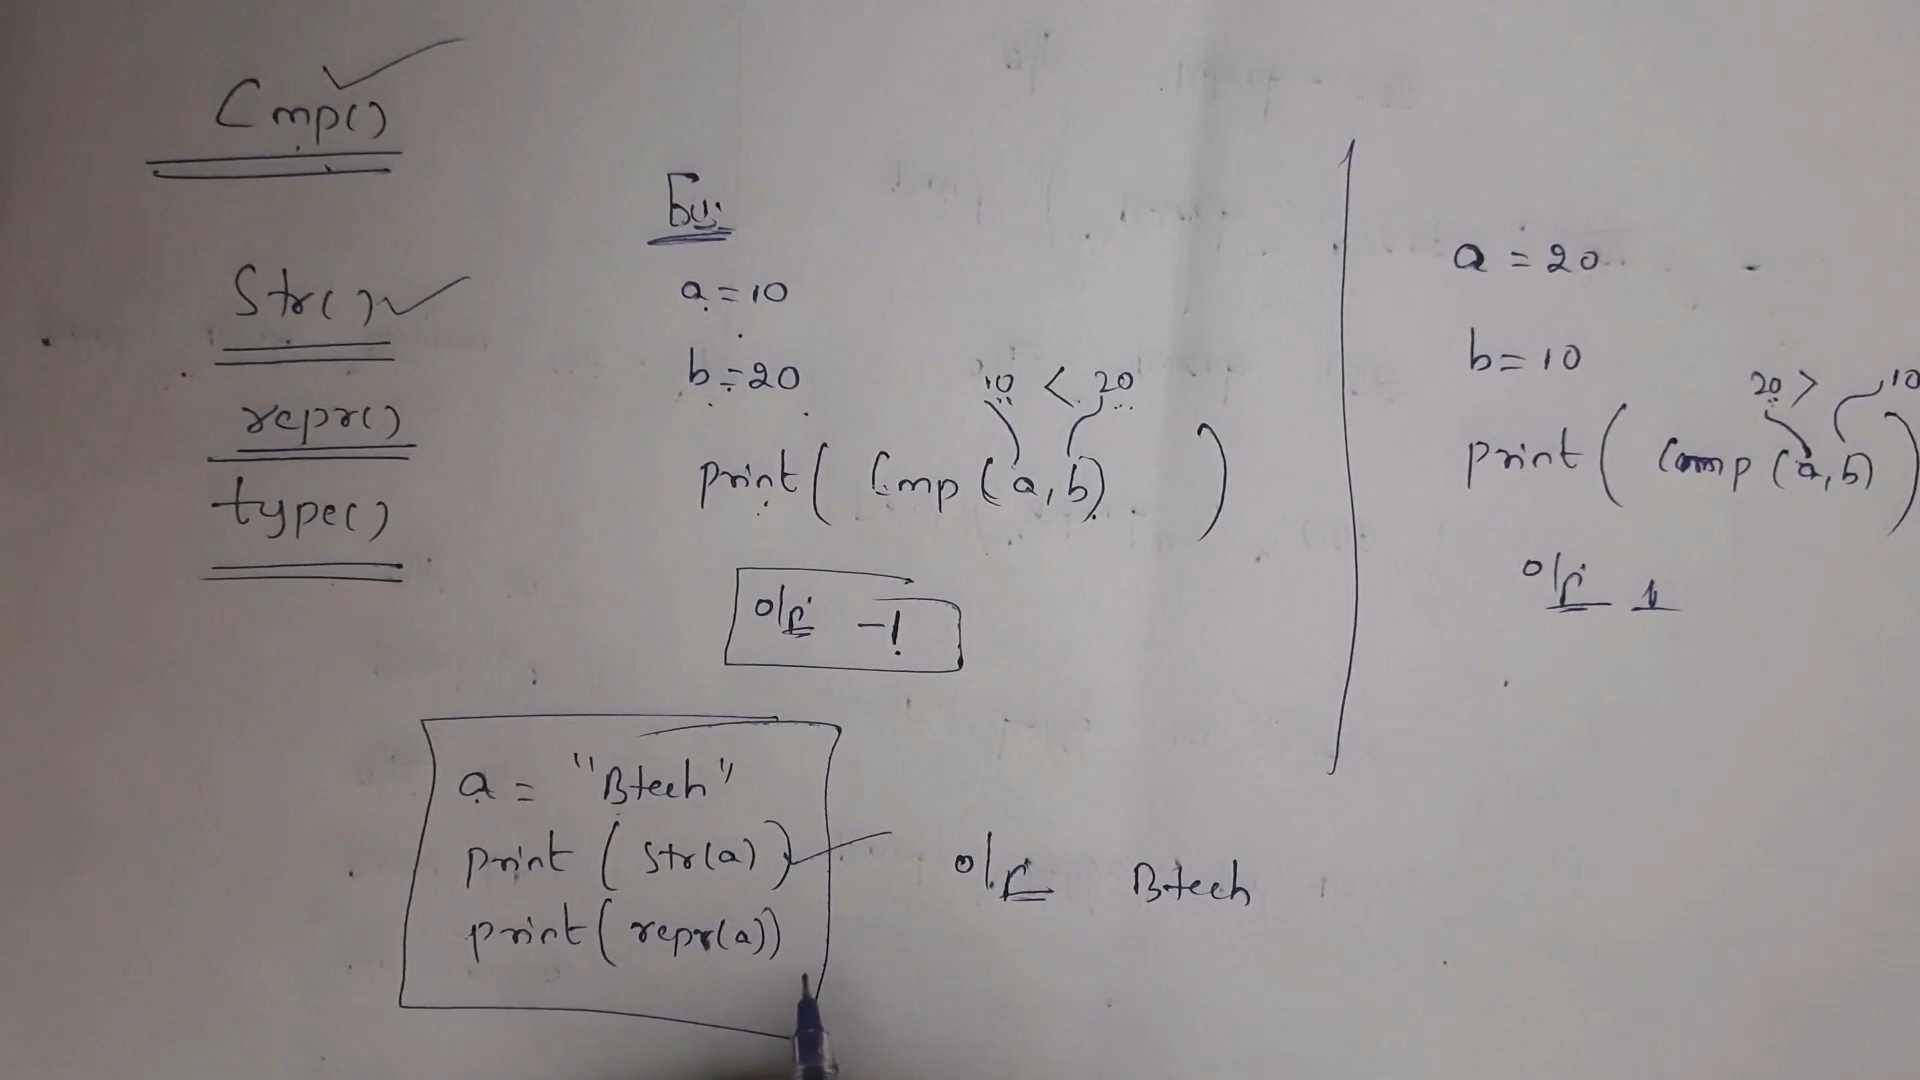 Cmp()
Str()
repr()
type()
Ex:
a = 10
b = 20
10 < 20
print( Cmp(a,b) )
o/p -1
a = 20
b = 10
20 > 10
print( Cmp(a,b) )
o/p 1
a = "Btech"
print ( str(a) )
print( repr(a))
o/p Btech